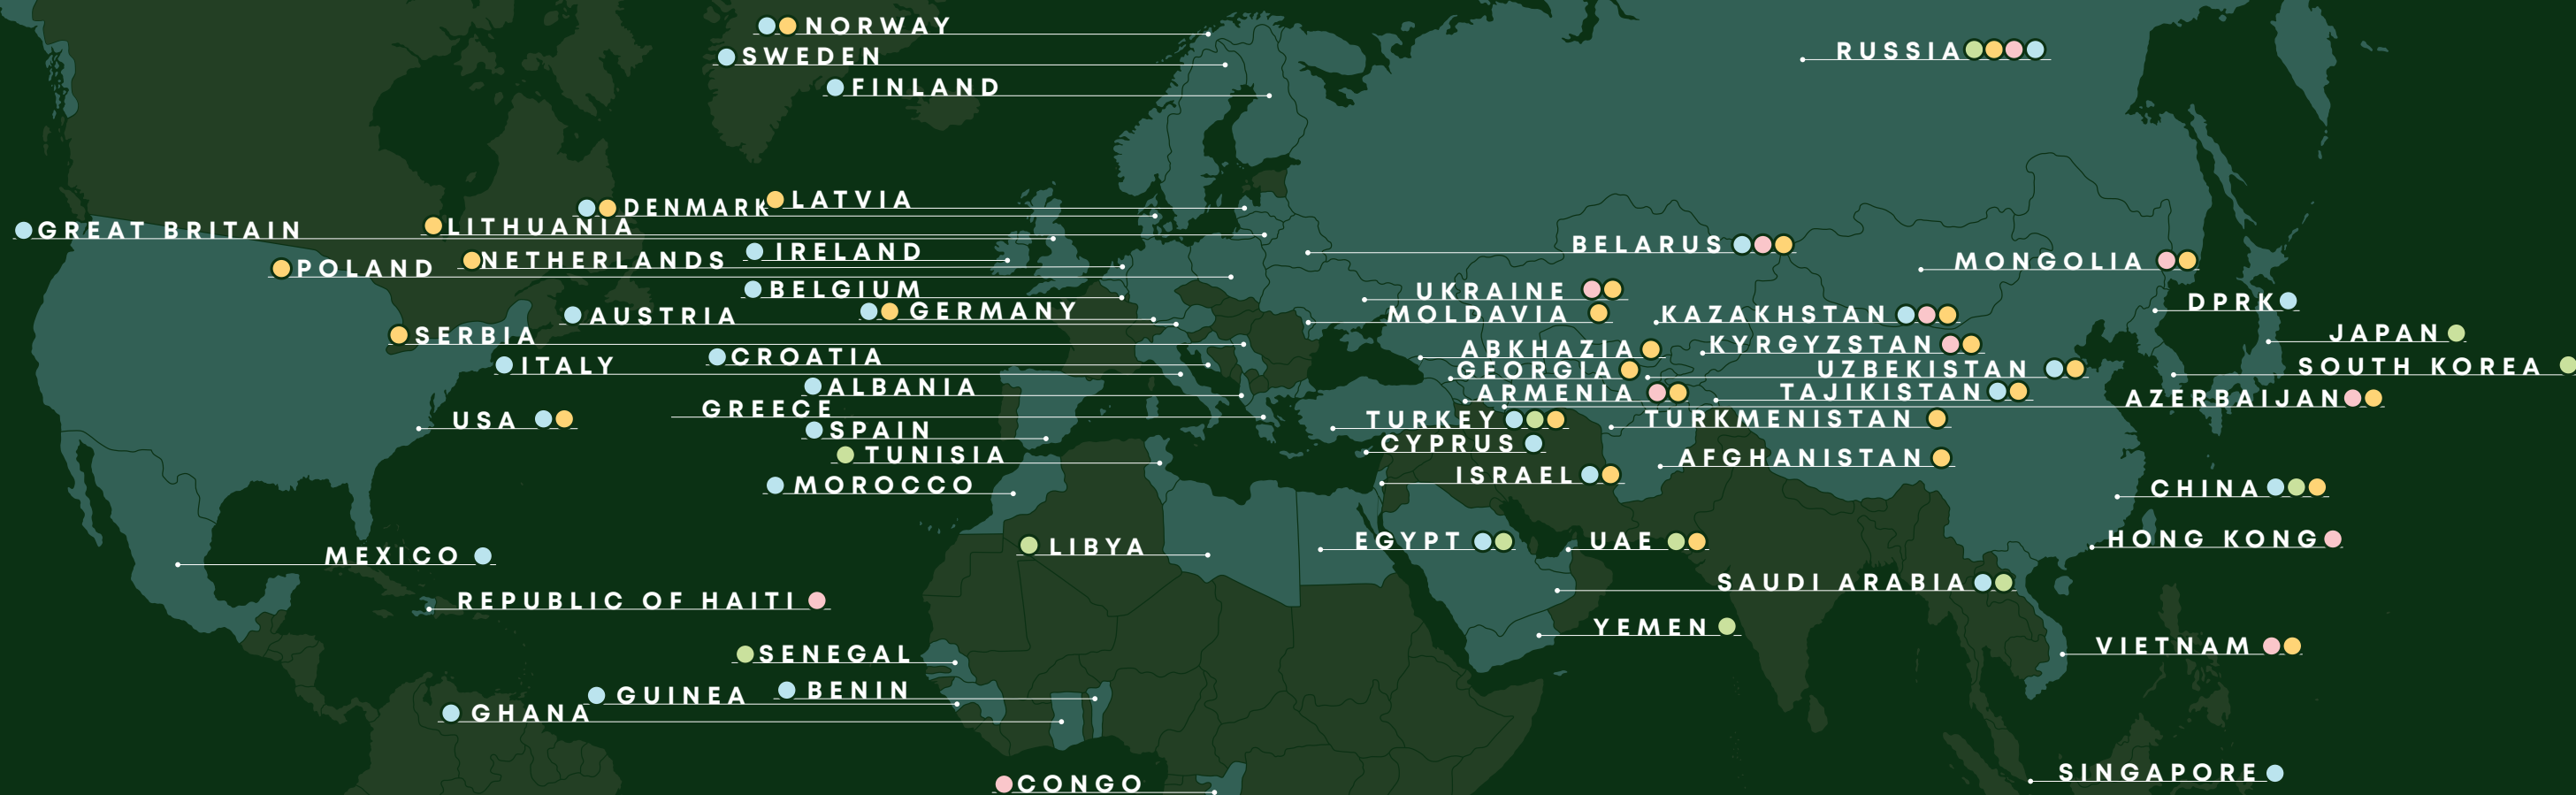 NORWAY
SWEDEN
FINLAND
RUSSIA
DENMARK
LATVIA
GREAT BRITAIN
LITHUANIA
NETHERLANDS
IRELAND
POLAND
BELGIUM
AUSTRIA
GERMANY
SERBIA
ITALY
CROATIA
ALBANIA
GREECE
USA
SPAIN
TUNISIA
MOROCCO
BELARUS
MONGOLIA
UKRAINE
MOLDAVIA
KAZAKHSTAN
DPRK
JAPAN
ABKHAZIA
KYRGYZSTAN
GEORGIA
UZBEKISTAN
SOUTH KOREA
ARMENIA
TAJIKISTAN
AZERBAIJAN
TURKEY
TURKMENISTAN
CYPRUS
AFGHANISTAN
ISRAEL
CHINA
MEXICO
LIBYA
EGYPT
UAE
HONG KONG
REPUBLIC OF HAITI
SAUDI ARABIA
YEMEN
SENEGAL
VIETNAM
GUINEA
BENIN
GHANA
CONGO
SINGAPORE